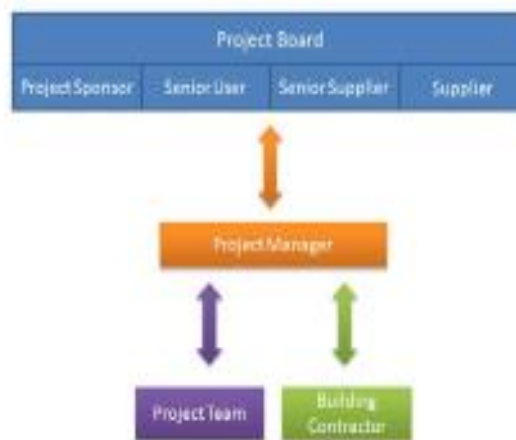 Project Board
Project Sponsor Senior User Senior Supplier Supplier
Project Manager
Project Team
Building
Contractor